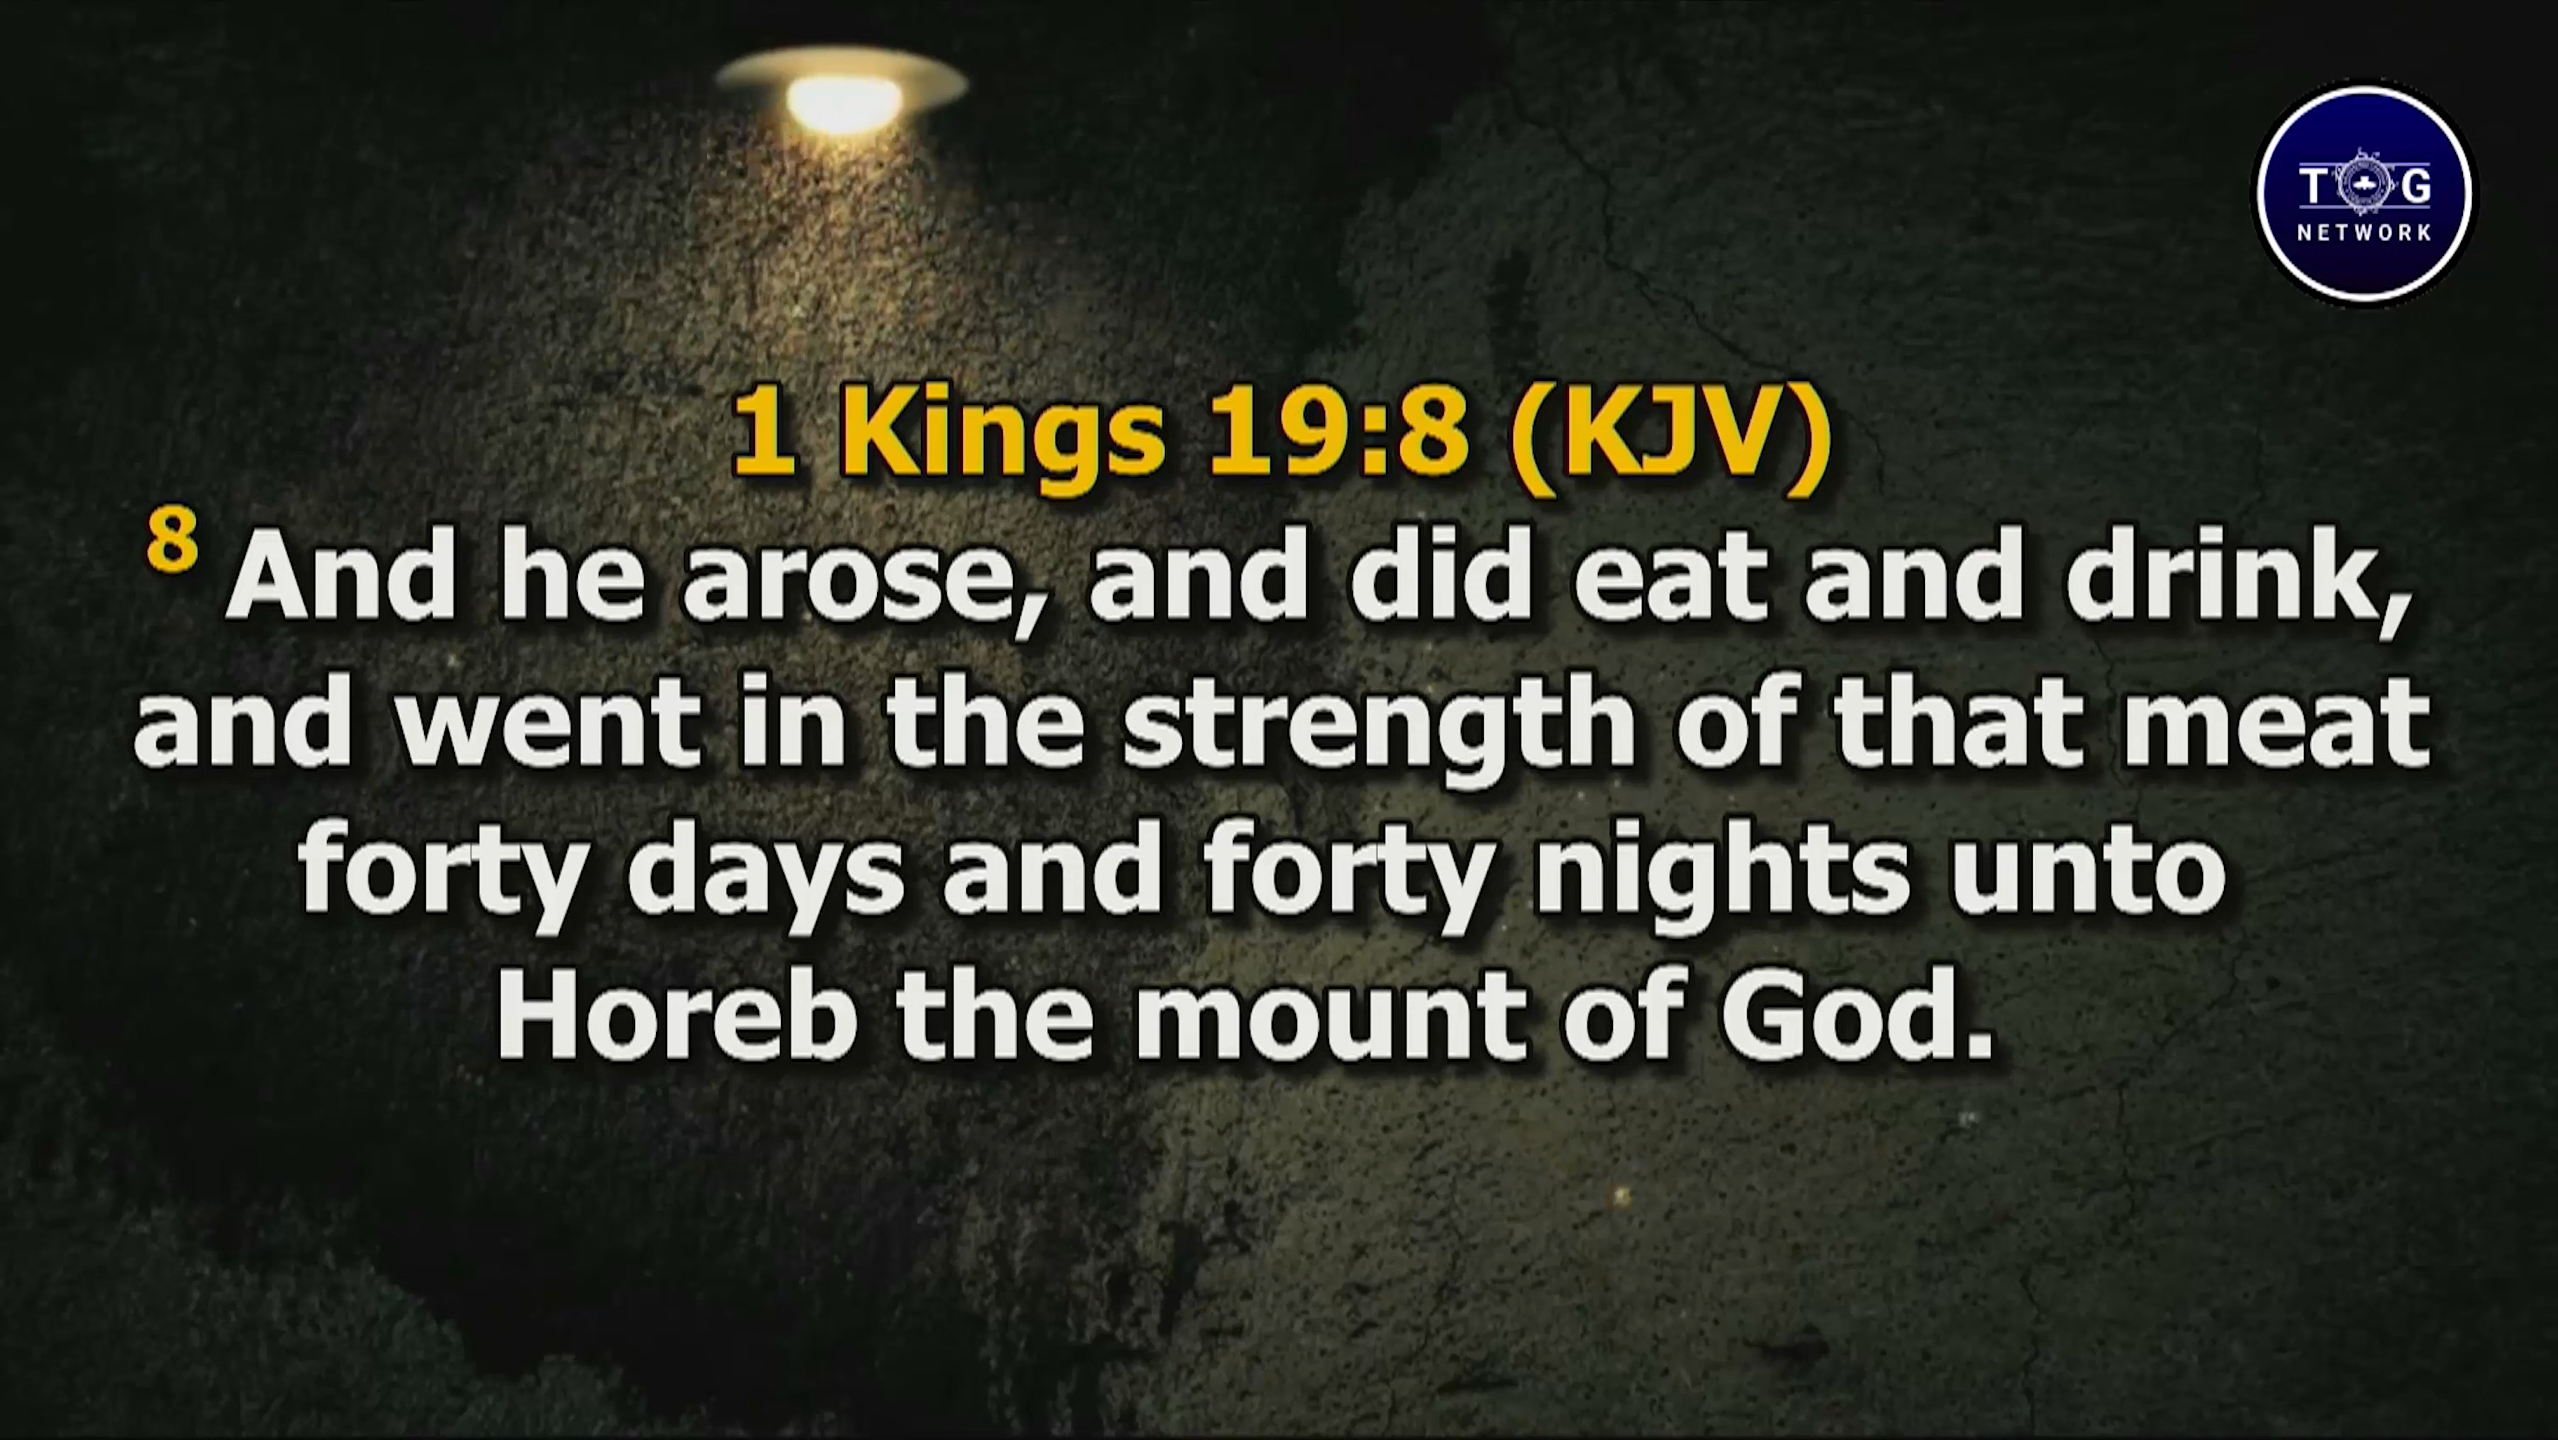 T G
NETWORK
1 Kings 19:8 (KJV)
8 And he arose, and did eat and drink,
and went in the strength of that meat
forty days and forty nights unto
Horeb the mount of God.